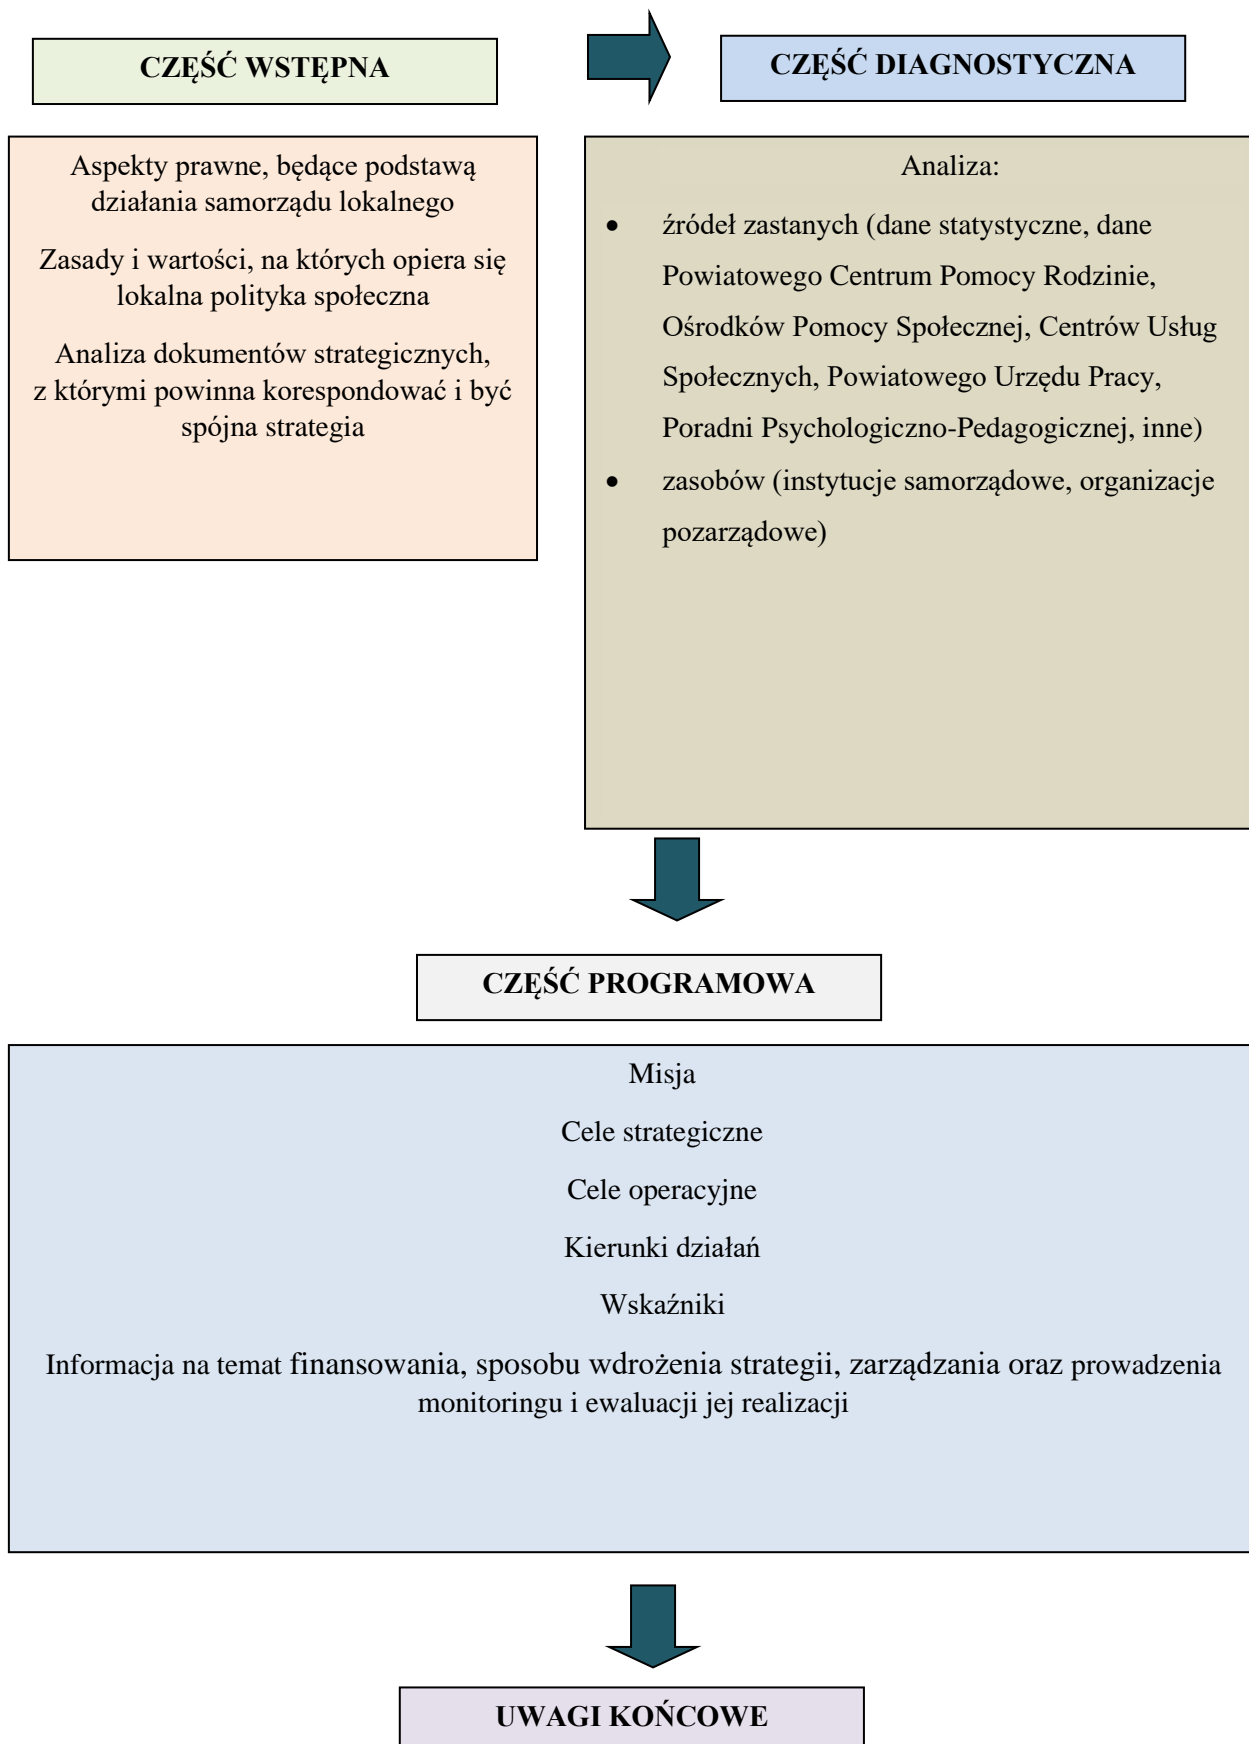 CZĘŚĆ WSTĘPNA
CZĘŚĆ DIAGNOSTYCZNA
Aspekty prawne, będące podstawą
działania samorządu lokalnego
Zasady i wartości, na których opiera się
lokalna polityka społeczna
Analiza dokumentów strategicznych,
z którymi powinna korespondować i być
spójna strategia
Analiza:
• źródeł zastanych (dane statystyczne, dane
Powiatowego Centrum Pomocy Rodzinie,
Ośrodków Pomocy Społecznej, Centrów Usług
Społecznych, Powiatowego Urzędu Pracy,
Poradni Psychologiczno-Pedagogicznej, inne)
• zasobów (instytucje samorządowe, organizacje
pozarządowe)
CZĘŚĆ PROGRAMOWA
Misja
Cele strategiczne
Cele operacyjne
Kierunki działań
Wskaźniki
Informacja na temat finansowania, sposobu wdrożenia strategii, zarządzania oraz prowadzenia
monitoringu i ewaluacji jej realizacji
UWAGI KOŃCOWE